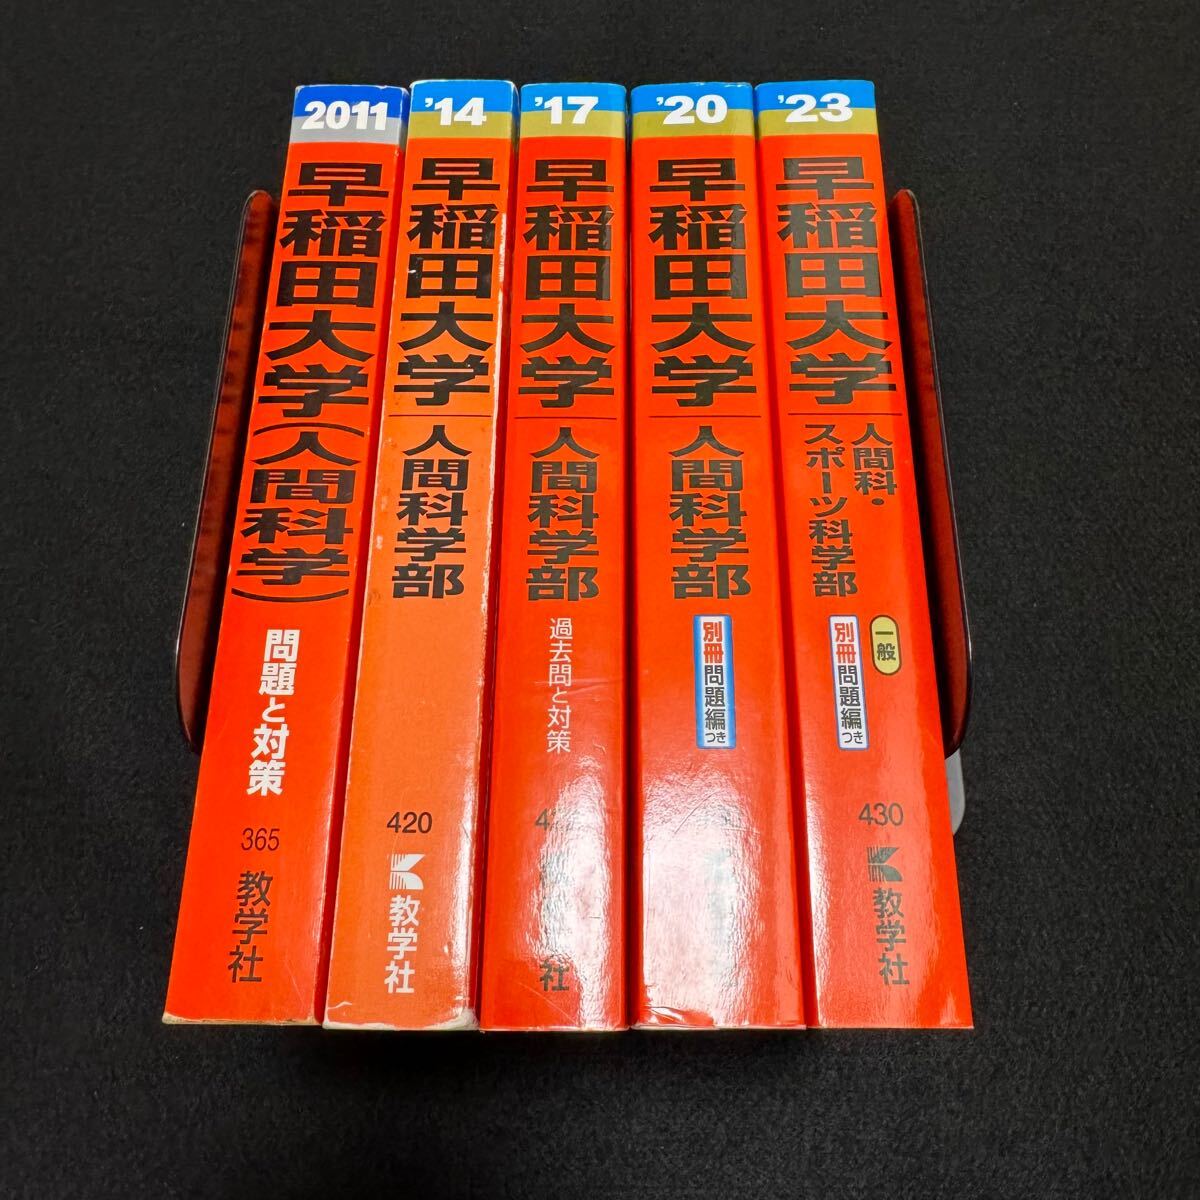 2011
早稲田大学(人間科学)
問題と対策
365
教学社
'14
早稲田大学
人間科学部
420
教学社
'17
早稲田大学
人間科学部
過去問と対策
社
'20
早稲田大学
人間科学部
別冊問題編つき
'23
早稲田大学
人間科・
スポーツ科学部
一般
別冊問題編つき
430
教学社